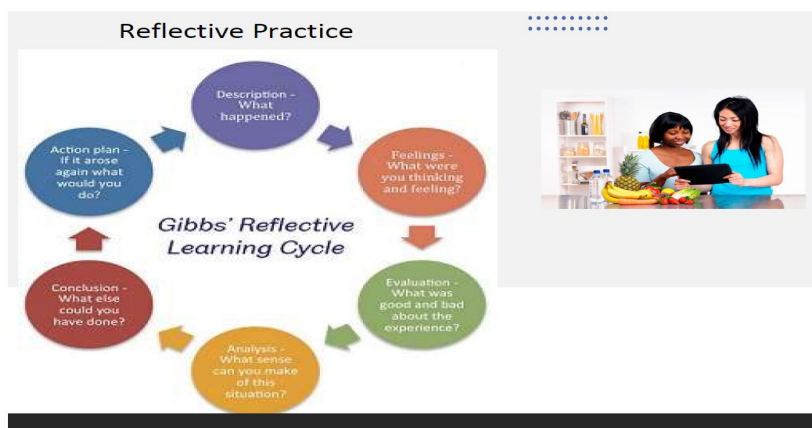 Reflective Practice
Description -
What
happened?
Feelings -
What were
you thinking
and feeling?
Evaluation -
What was
good and bad
about the
experience?
Analysis -
What sense
can you make
of this
situation?
Conclusion -
What else
could you
have done?
Action plan -
If it arose
again what
would you
do?
Gibbs' Reflective
Learning Cycle